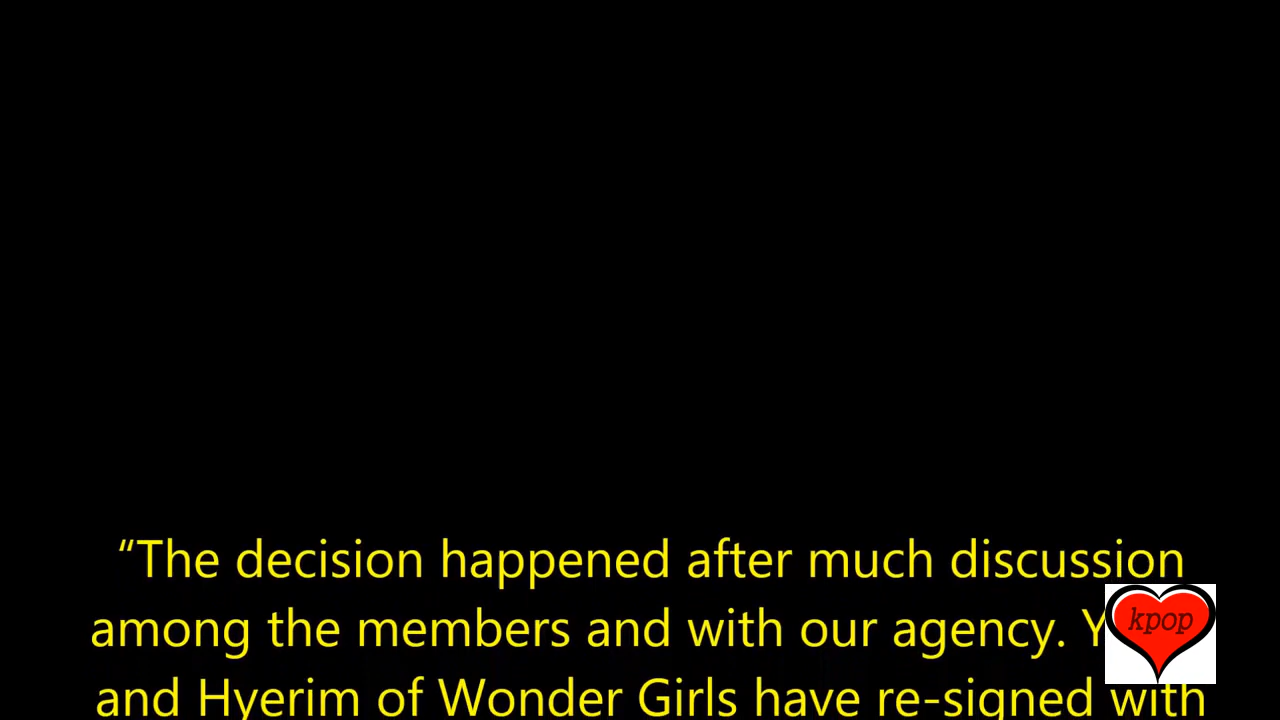 “The decision happened after much discussion
among the members and with our agency.
and Hyerim of Wonder Girls have re-signed with
kpop